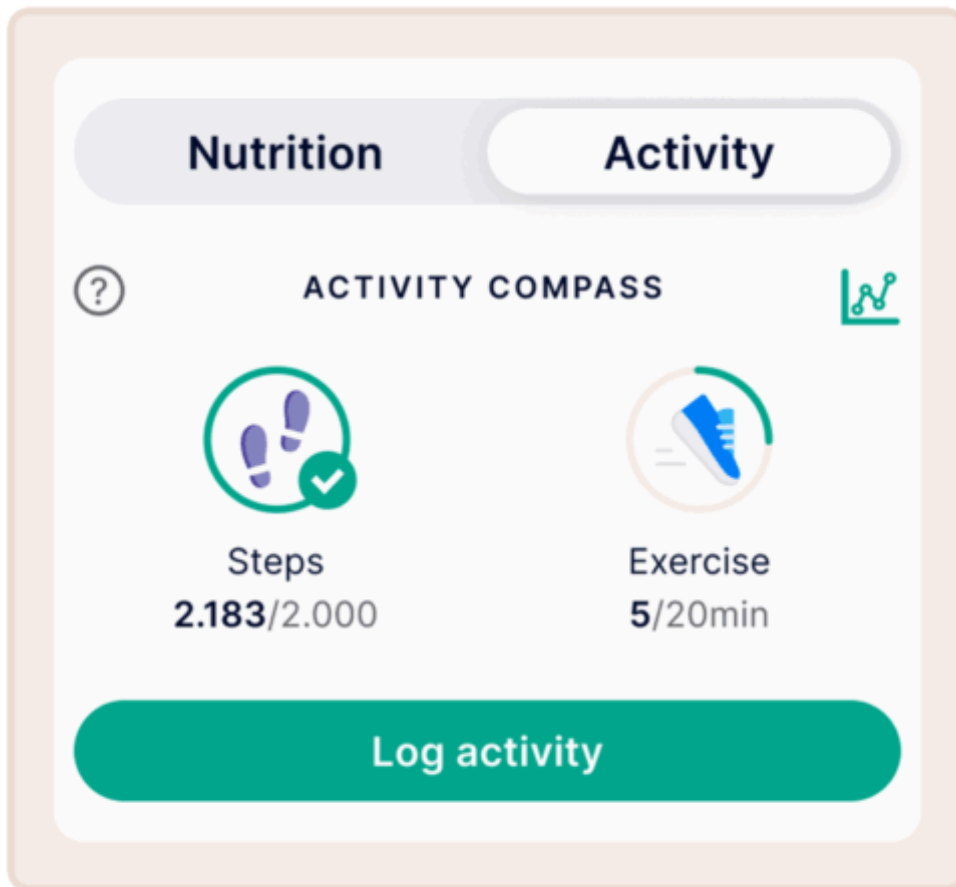 Nutrition Activity
?
ACTIVITY COMPASS
Steps Exercise
2.183/2.000 5/20min
Log activity